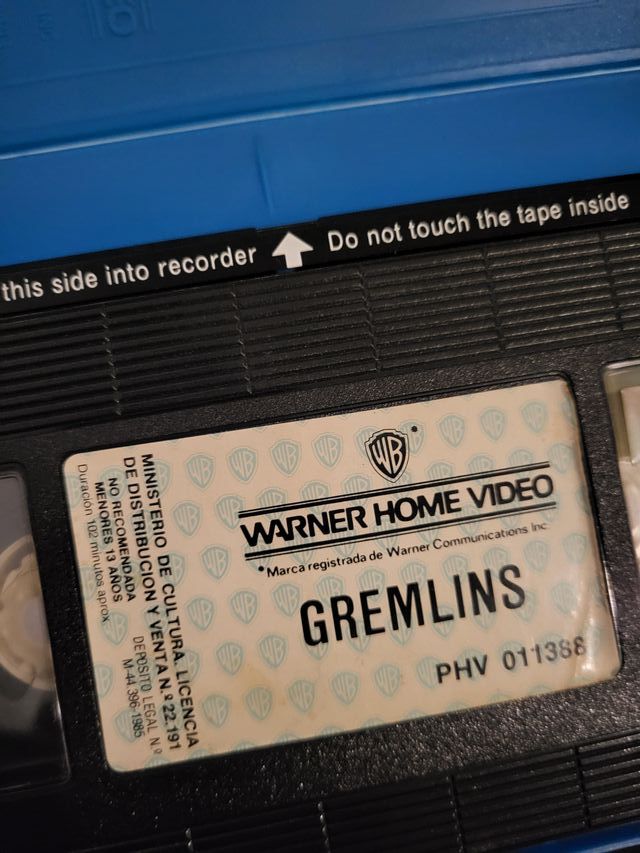 this side into recorder
Do not touch the tape inside
WB
WARNER HOME VIDEO
*Marca registrada de Warner Communications Inc.
GREMLINS
PHV 011388
MINISTERIO DE CULTURA. LICENCIA
DE DISTRIBUCION Y VENTA N.º 22.191
NO RECOMENDADA
MENORES 13 AÑOS
Duración 102 minutos aprox.
DEPOSITO LEGAL Nº
M-44.396-1985